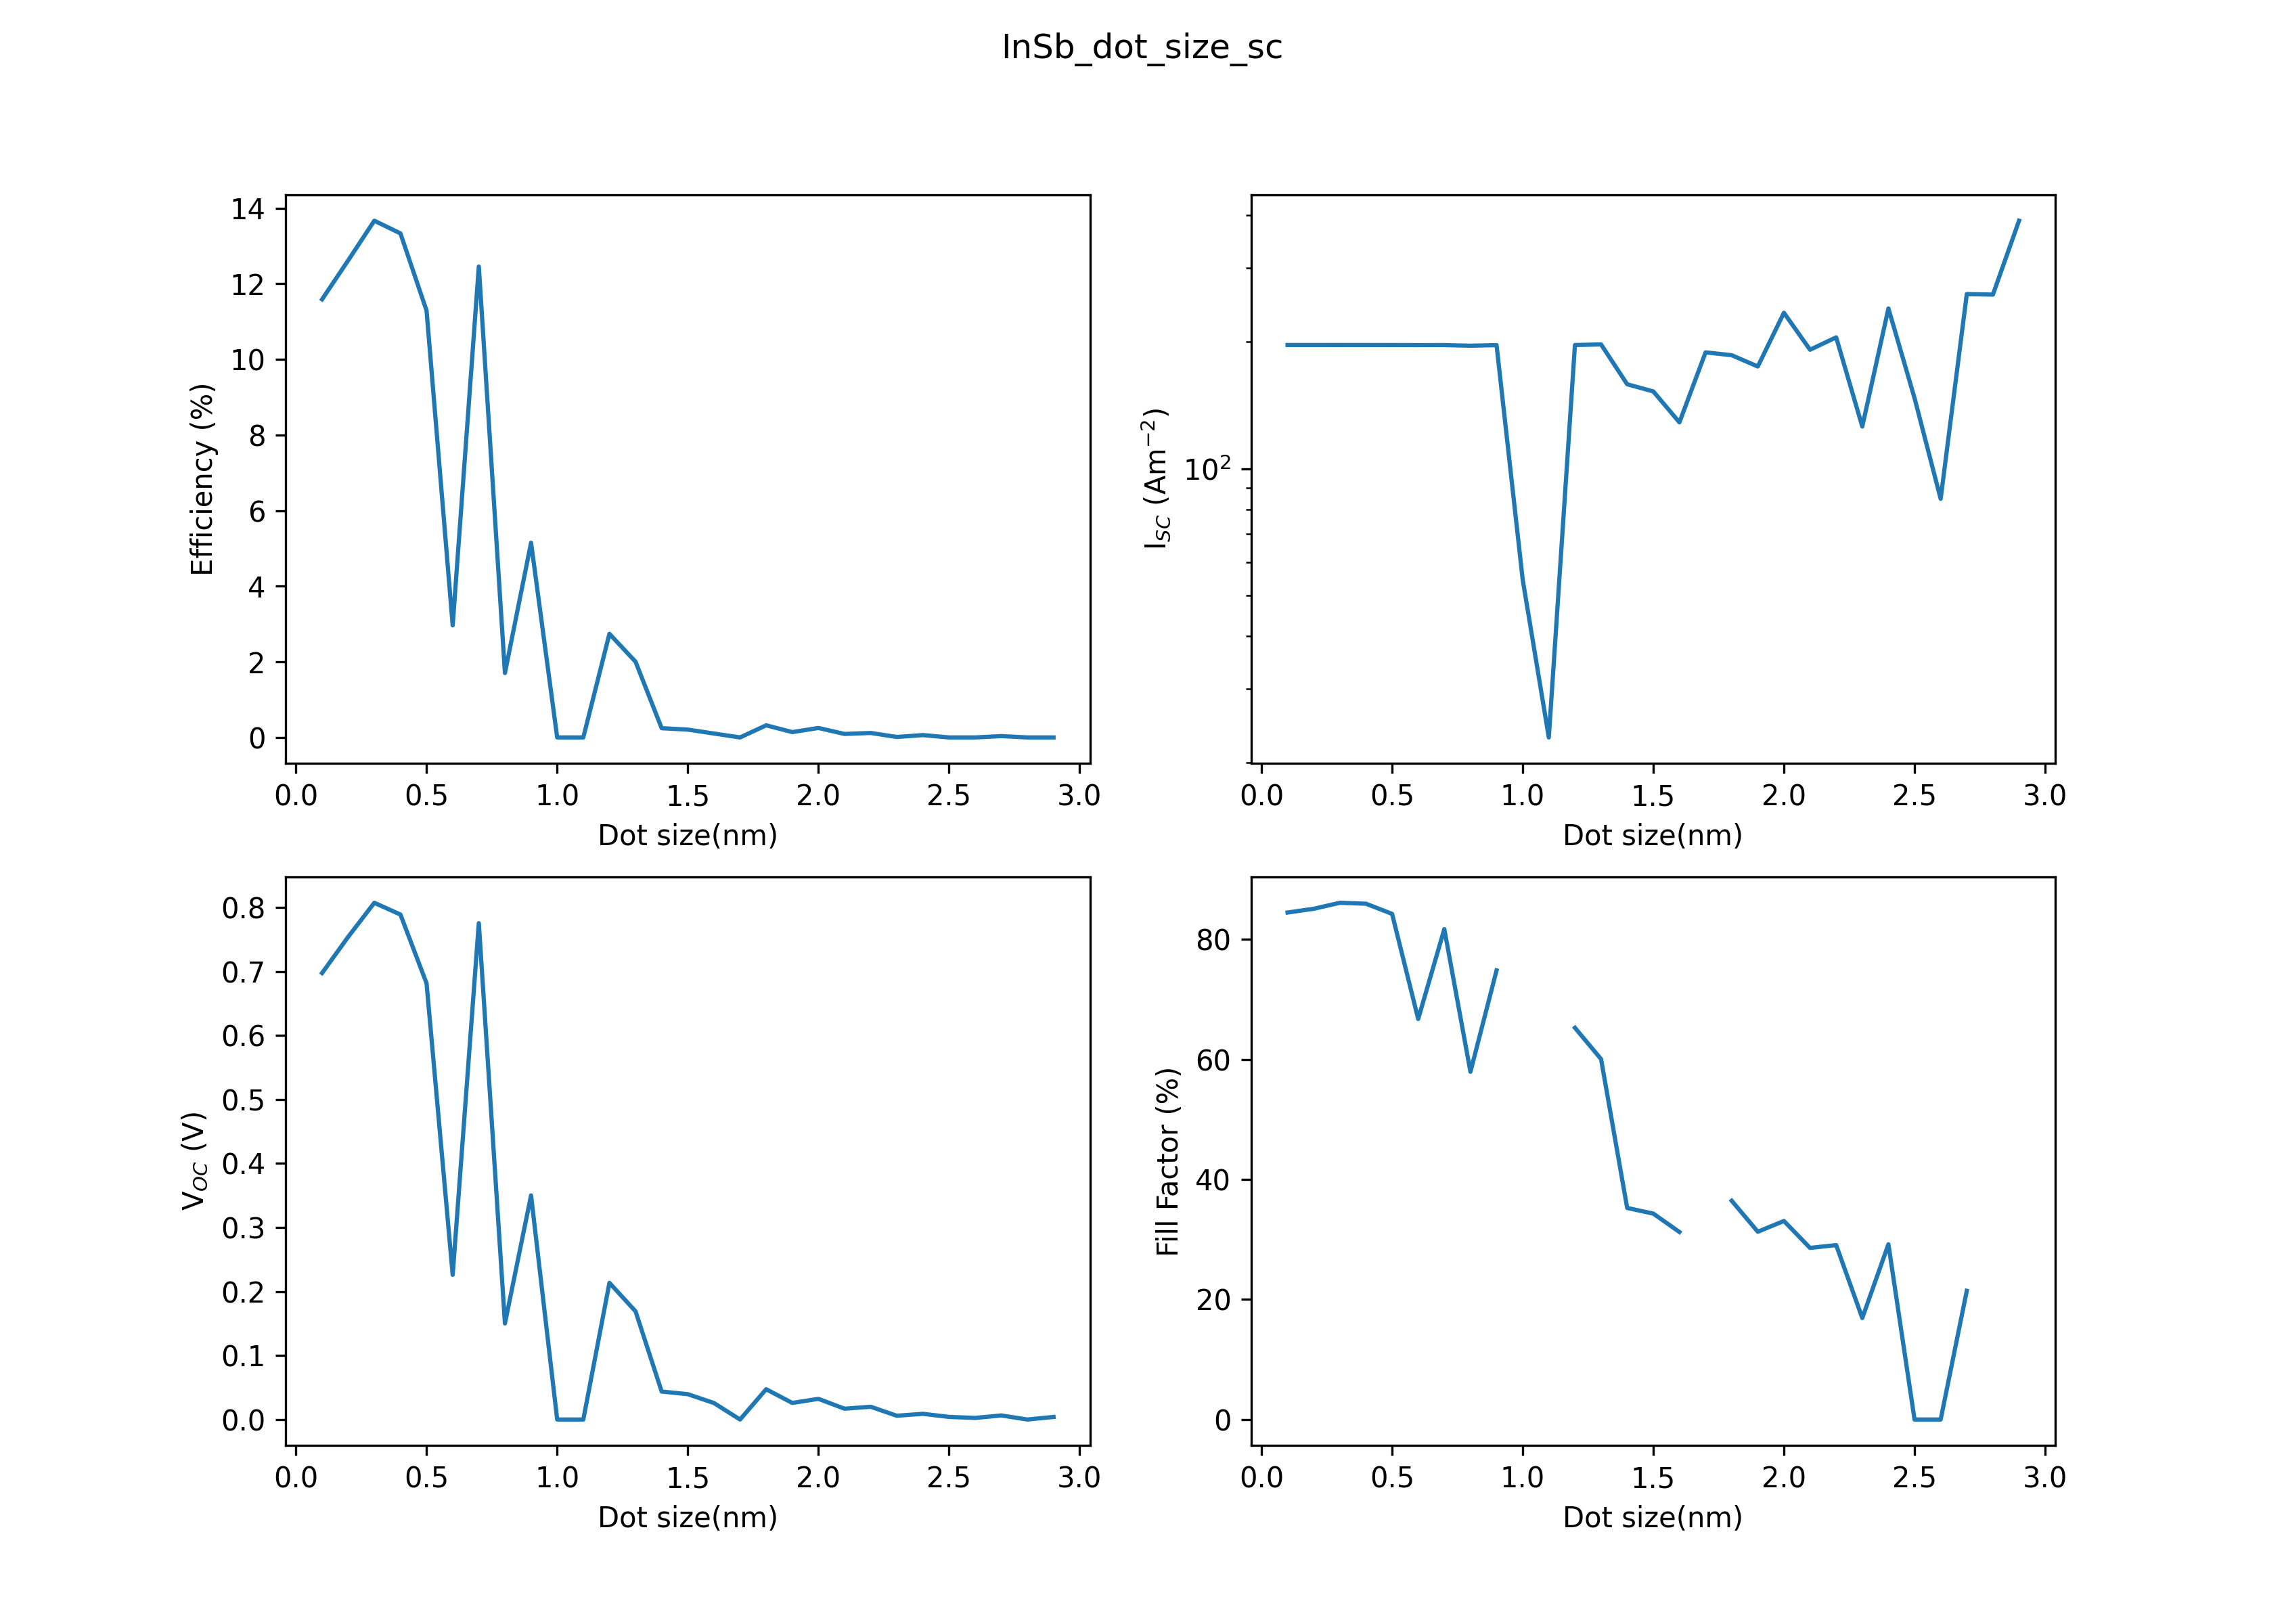 InSb_dot_size_sc
14
12
10
8
6
4
2
0
Efficiency (%)
0.0 0.5 1.0 1.5 2.0 2.5 3.0
Dot size(nm)
10²
I_SC (Am⁻²)
0.0 0.5 1.0 1.5 2.0 2.5 3.0
Dot size(nm)
0.8
0.7
0.6
0.5
0.4
0.3
0.2
0.1
0.0
V_OC (V)
0.0 0.5 1.0 1.5 2.0 2.5 3.0
Dot size(nm)
80
60
40
20
0
Fill Factor (%)
0.0 0.5 1.0 1.5 2.0 2.5 3.0
Dot size(nm)